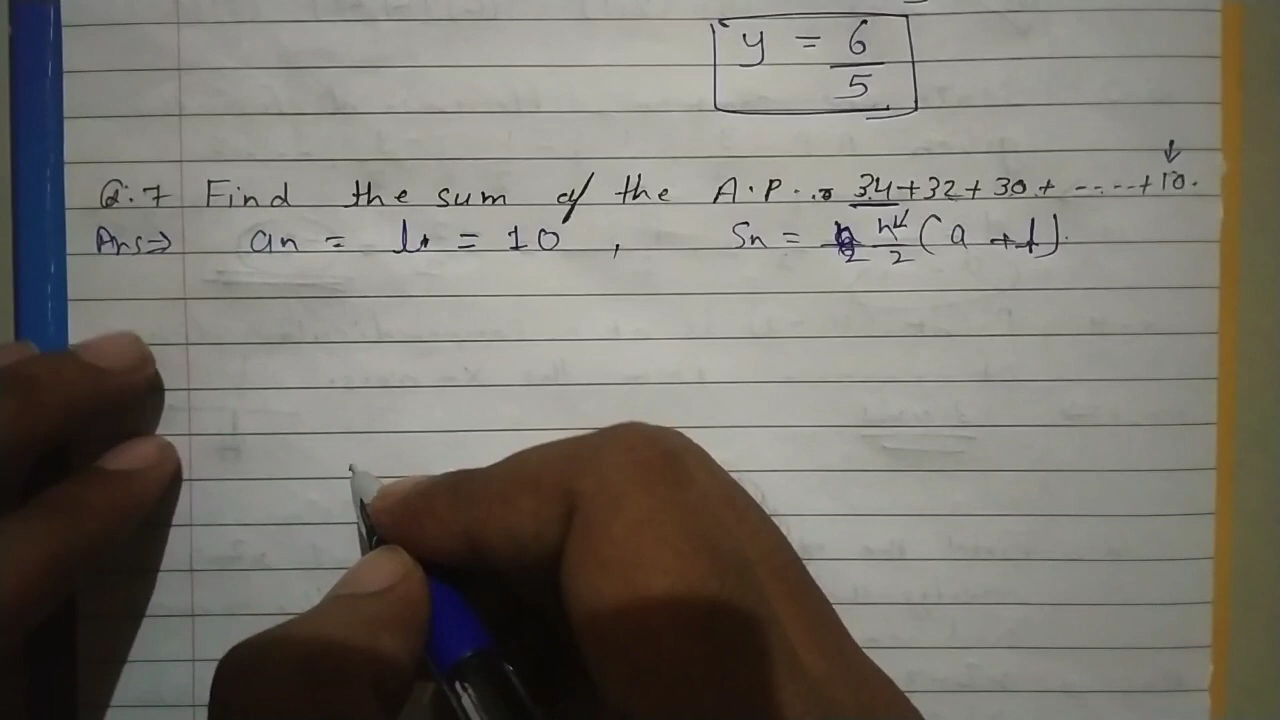 y = 6/5
Q.7 Find the sum of the A.P. : 34+32+30+ .....+10.
Ans⇒ an = l = 10 , Sn = n/2 (a + l).